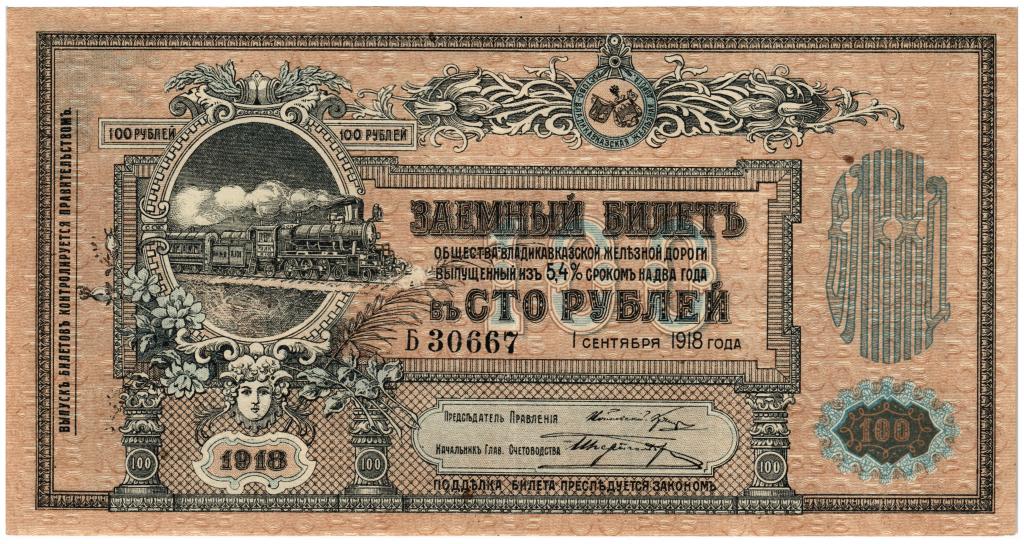 ВЫПУСКЪ БИЛЕТОВЪ КОНТРОЛИРУЕТСЯ ПРАВИТЕЛЬСТВОМЪ.
100 РУБЛЕЙ
100 РУБЛЕЙ
ВЛАДИКАВКАЗСКАЯ
ЗАЕМНЫЙ БИЛЕТЪ
ОБЩЕСТВА ВЛАДИКАВКАЗСКОЙ ЖЕЛѢЗНОЙ ДОРОГИ
ВЫПУЩЕННЫЙ ИЗЪ 5,4% СРОКОМЪ НА ДВА ГОДА
100
ВЪ СТО РУБЛЕЙ
Б 30667
1 СЕНТЯБРЯ 1918 ГОДА
ПРЕДСѢДАТЕЛЬ ПРАВЛЕНІЯ
НАЧАЛЬНИКЪ ГЛАВ. СЧЕТОВОДСТВА
ПОДДѢЛКА БИЛЕТА ПРЕСЛѢДУЕТСЯ ЗАКОНОМЪ
100
1918
100
100
100